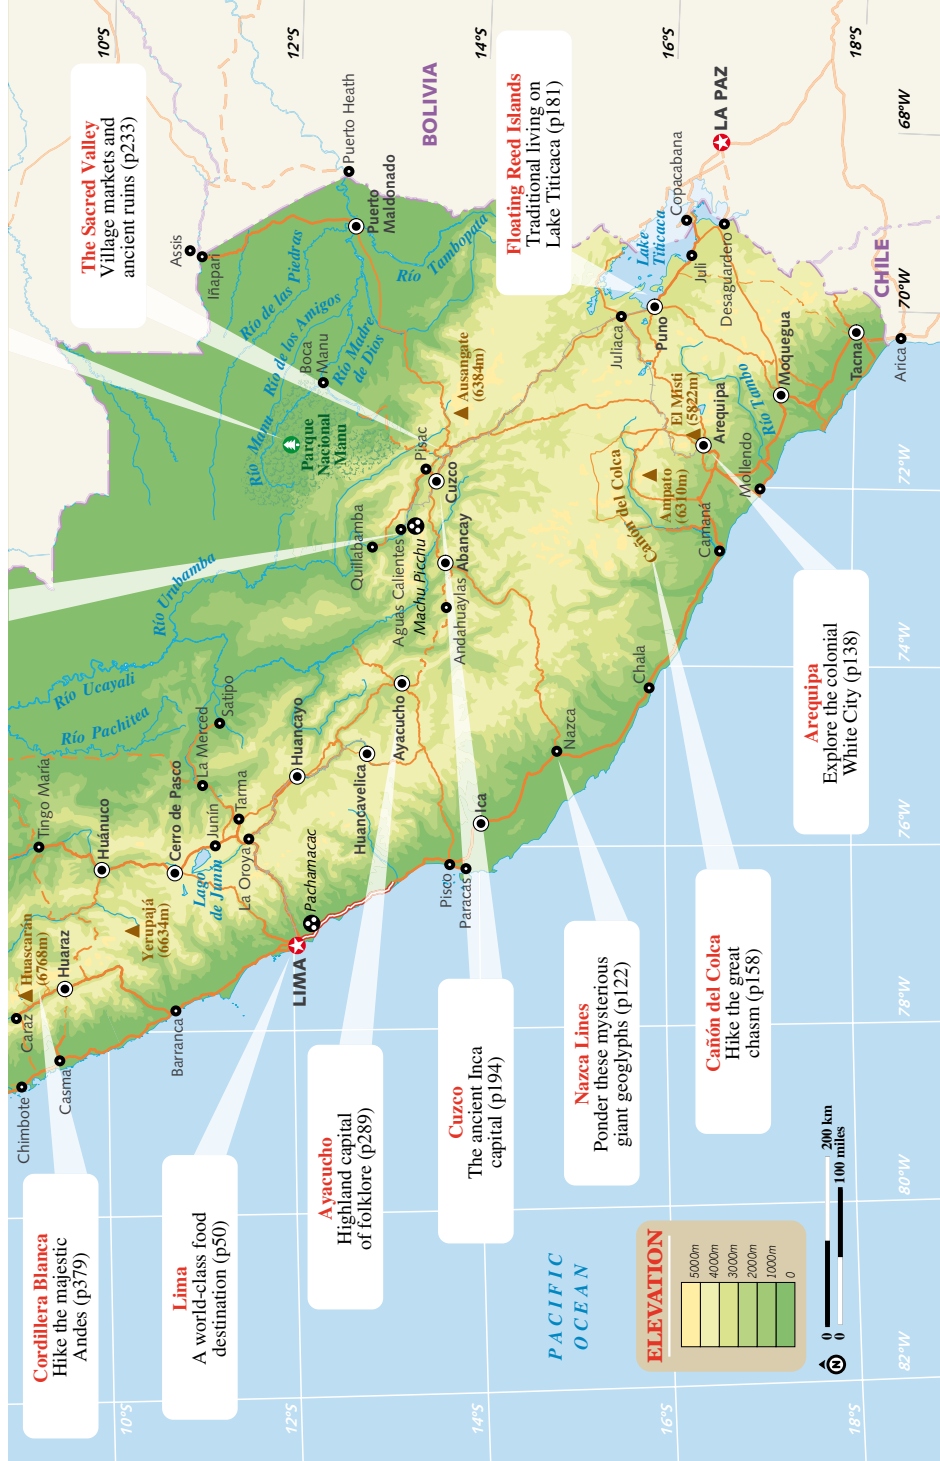 Cordillera Blanca
Hike the majestic
Andes (p379)
Lima
A world-class food
destination (p50)
Ayacucho
Highland capital
of folklore (p289)
Cuzco
The ancient Inca
capital (p194)
Nazca Lines
Ponder these mysterious
giant geoglyphs (p122)
Cañón del Colca
Hike the great
chasm (p158)
Arequipa
Explore the colonial
White City (p138)
The Sacred Valley
Village markets and
ancient ruins (p233)
Floating Reed Islands
Traditional living on
Lake Titicaca (p181)
PACIFIC
OCEAN
ELEVATION
5000m
4000m
3000m
2000m
1000m
0
N
0
200 km
0
100 miles
10°S
12°S
14°S
16°S
18°S
10°S
12°S
14°S
16°S
18°S
82°W
80°W
78°W
76°W
74°W
72°W
70°W
68°W
BOLIVIA
CHILE
LA PAZ
LIMA
Chimbote
Caraz
Casma
Huascarán
(6768m)
Huaraz
Yerupajá
(6634m)
Barranca
Tingo María
Huánuco
Cerro de Pasco
Lago
de Junín
Junín
La Merced
Satipo
Tarma
La Oroya
Pachamacac
Huancayo
Huancavelica
Ayacucho
Pisco
Paracas
Ica
Nazca
Chala
Camaná
Mollendo
Río Pachitea
Río Ucayali
Río Urubamba
Quillabamba
Aguas Calientes
Machu Picchu
Andahuaylas
Abancay
Cuzco
Pisac
Ausangate
(6384m)
Parque
Nacional
Manu
Río Manu
Río de los Amigos
Boca
Manu
Río Madre
de Dios
Río de las Piedras
Assis
Iñapari
Puerto Heath
Puerto
Maldonado
Río
Tambopata
Cañón del Colca
Ampato
(6310m)
El Misti
(5822m)
Arequipa
Río Tambo
Moquegua
Tacna
Arica
Juliaca
Puno
Lake
Titicaca
Juli
Desaguardero
Copacabana